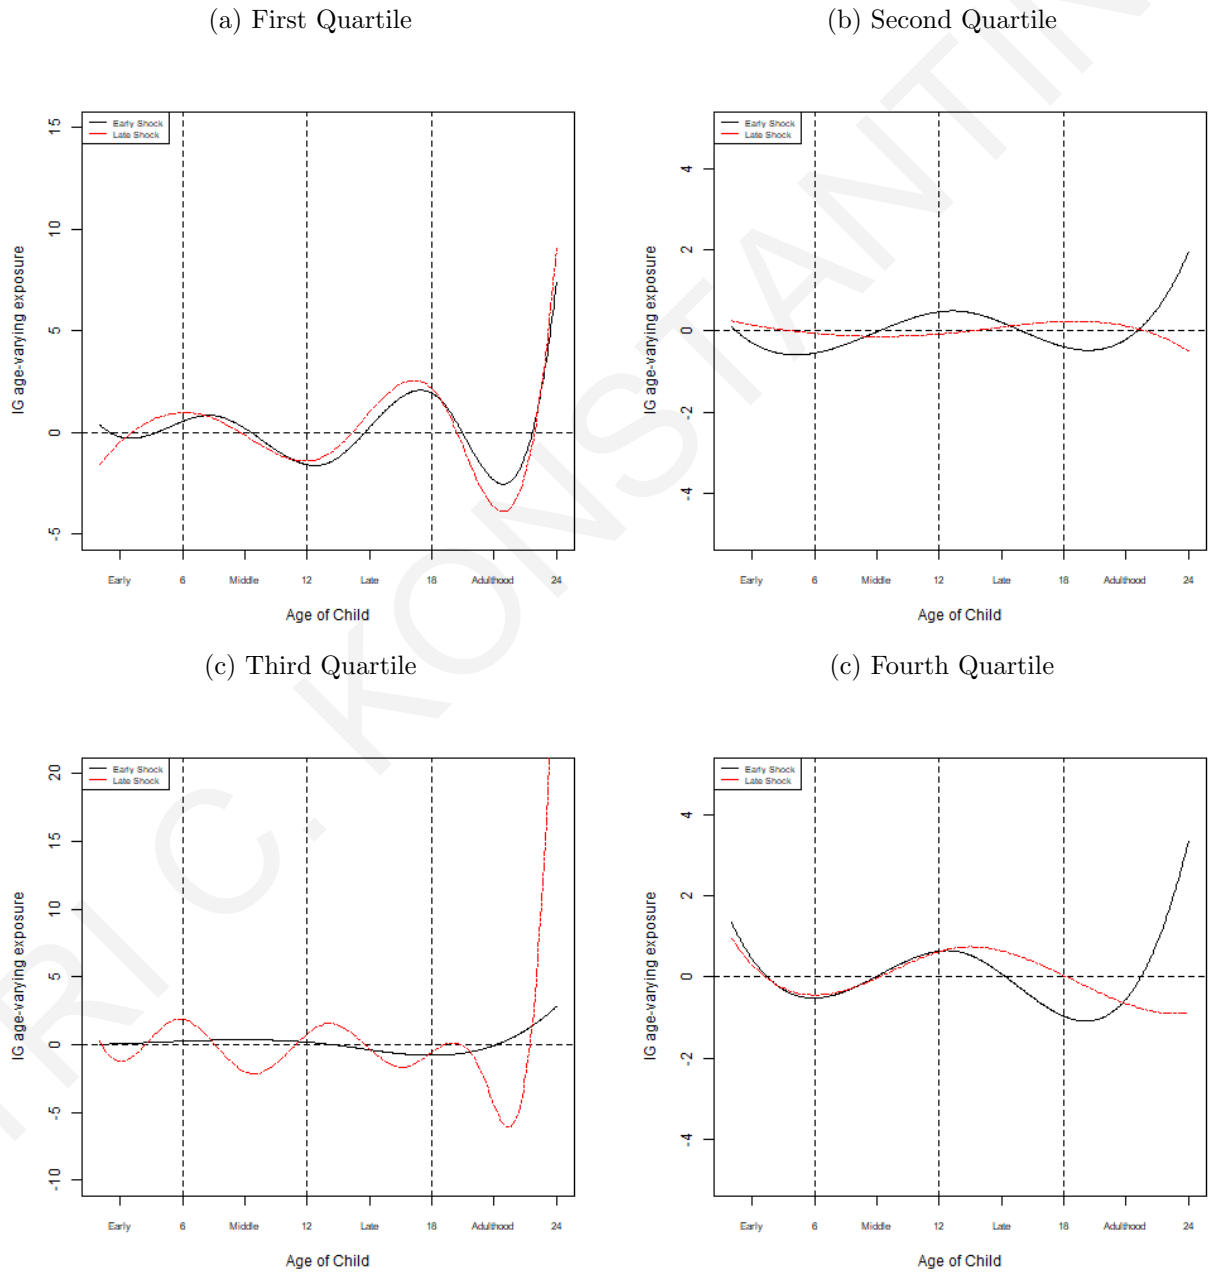 (a) First Quartile
(b) Second Quartile
Early Shock
Late Shock
15
10
5
0
-5
IG age-varying exposure
Early 6 Middle 12 Late 18 Adulthood 24
Age of Child
Early Shock
Late Shock
4
2
0
-2
-4
IG age-varying exposure
Early 6 Middle 12 Late 18 Adulthood 24
Age of Child
(c) Third Quartile
(c) Fourth Quartile
Early Shock
Late Shock
20
15
10
5
0
-5
-10
IG age-varying exposure
Early 6 Middle 12 Late 18 Adulthood 24
Age of Child
Early Shock
Late Shock
4
2
0
-2
-4
IG age-varying exposure
Early 6 Middle 12 Late 18 Adulthood 24
Age of Child
RI C. KONSTANTIN